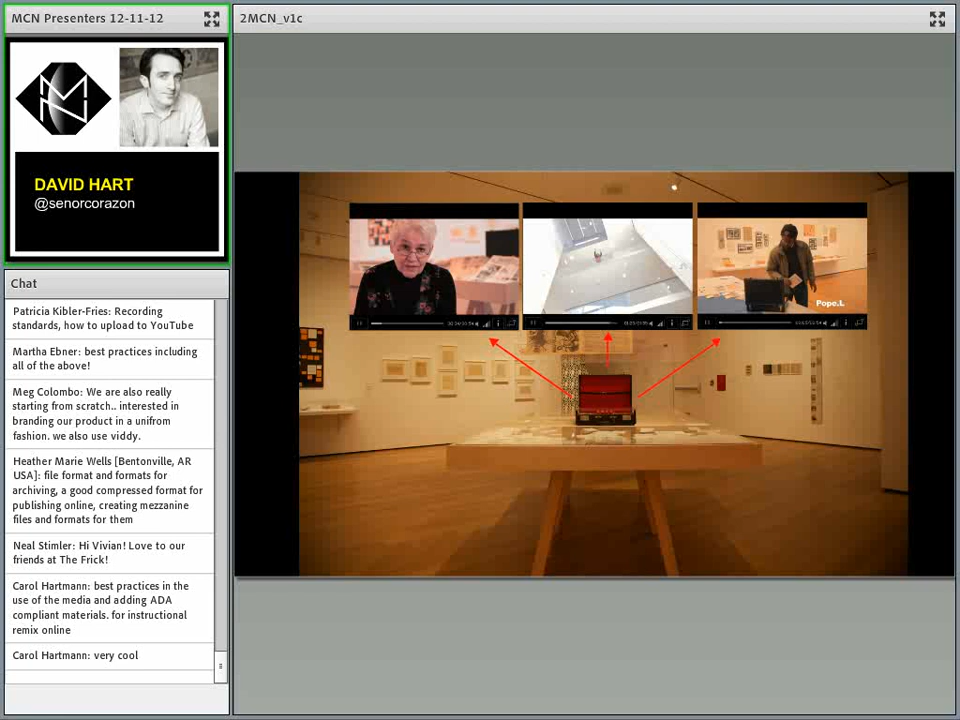 MCN Presenters 12-11-12
DAVID HART
@senorcorazon
Chat
Patricia Kibler-Fries: Recording
standards, how to upload to YouTube
Martha Ebner: best practices including
all of the above!
Meg Colombo: We are also really
starting from scratch.. interested in
branding our product in a unifrom
fashion. we also use viddy.
Heather Marie Wells [Bentonville, AR
USA]: file format and formats for
archiving, a good compressed format for
publishing online, creating mezzanine
files and formats for them
Neal Stimler: Hi Vivian! Love to our
friends at The Frick!
Carol Hartmann: best practices in the
use of the media and adding ADA
compliant materials. for instructional
remix online
Carol Hartmann: very cool
2MCN_v1c
Pope.L